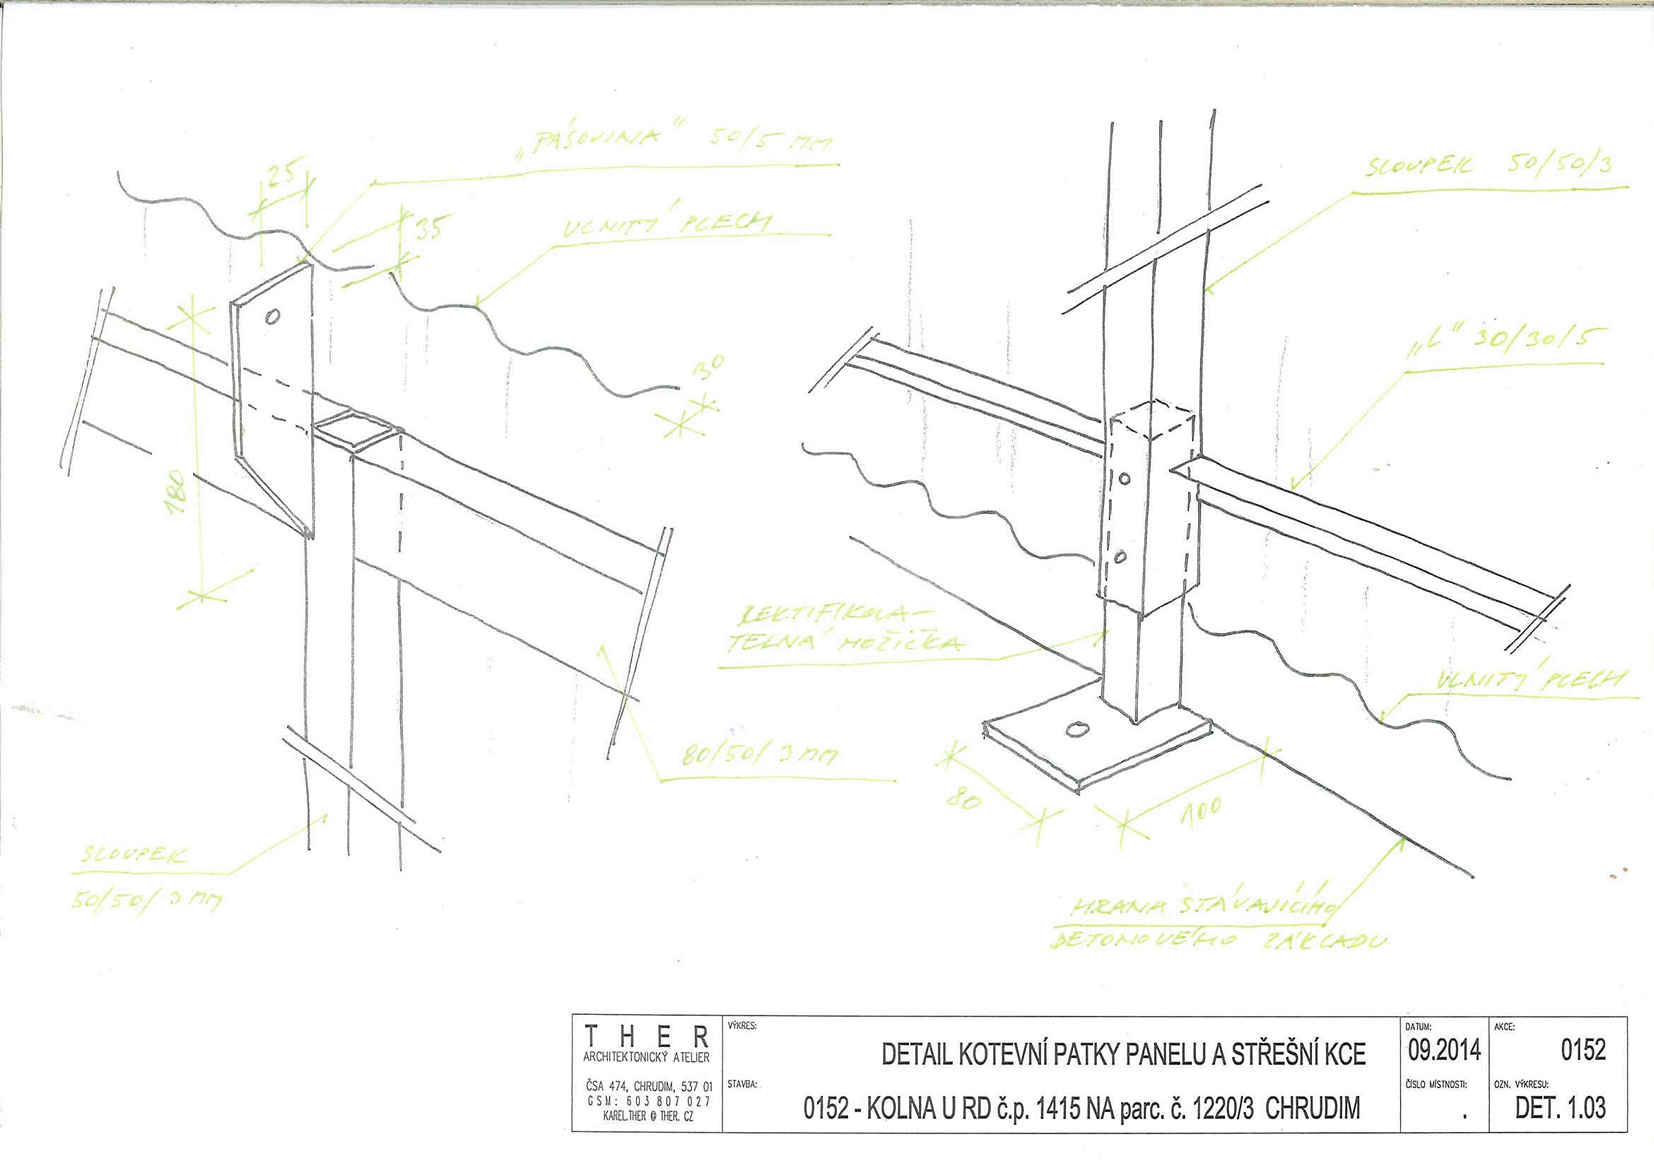 „PÁSOVINA" 50/5 MM
25
35
VLNITÝ PLECH
30
180
80/50/3 MM
SLOUPEK
50/50/3 MM
SLOUPEK 50/50/3
„L" 30/30/5
REKTIFIKOVA-
TELNÁ NOŽIČKA
VLNITÝ PLECH
80
100
HRANA STÁVAJÍCÍHO
BETONOVÉHO ZÁKLADU
THER
ARCHITEKTONICKÝ ATELIER
ČSA 474, CHRUDIM, 537 01
GSM: 603 807 027
KAREL.THER @ THER. CZ
VÝKRES:
DETAIL KOTEVNÍ PATKY PANELU A STŘEŠNÍ KCE
STAVBA:
0152 - KOLNA U RD č.p. 1415 NA parc. č. 1220/3 CHRUDIM
DATUM:
09.2014
ČÍSLO MÍSTNOSTI:
.
AKCE:
0152
OZN. VÝKRESU:
DET. 1.03